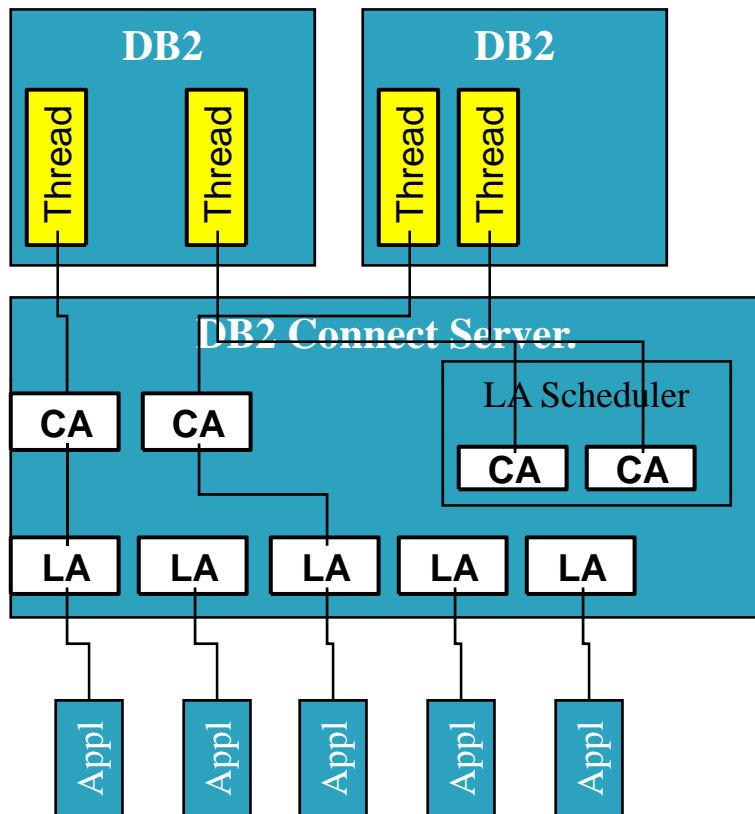 DB2
DB2
Thread
Thread
Thread
Thread
DB2 Connect Server.
LA Scheduler
CA
CA
CA
CA
LA
LA
LA
LA
LA
Appl
Appl
Appl
Appl
Appl